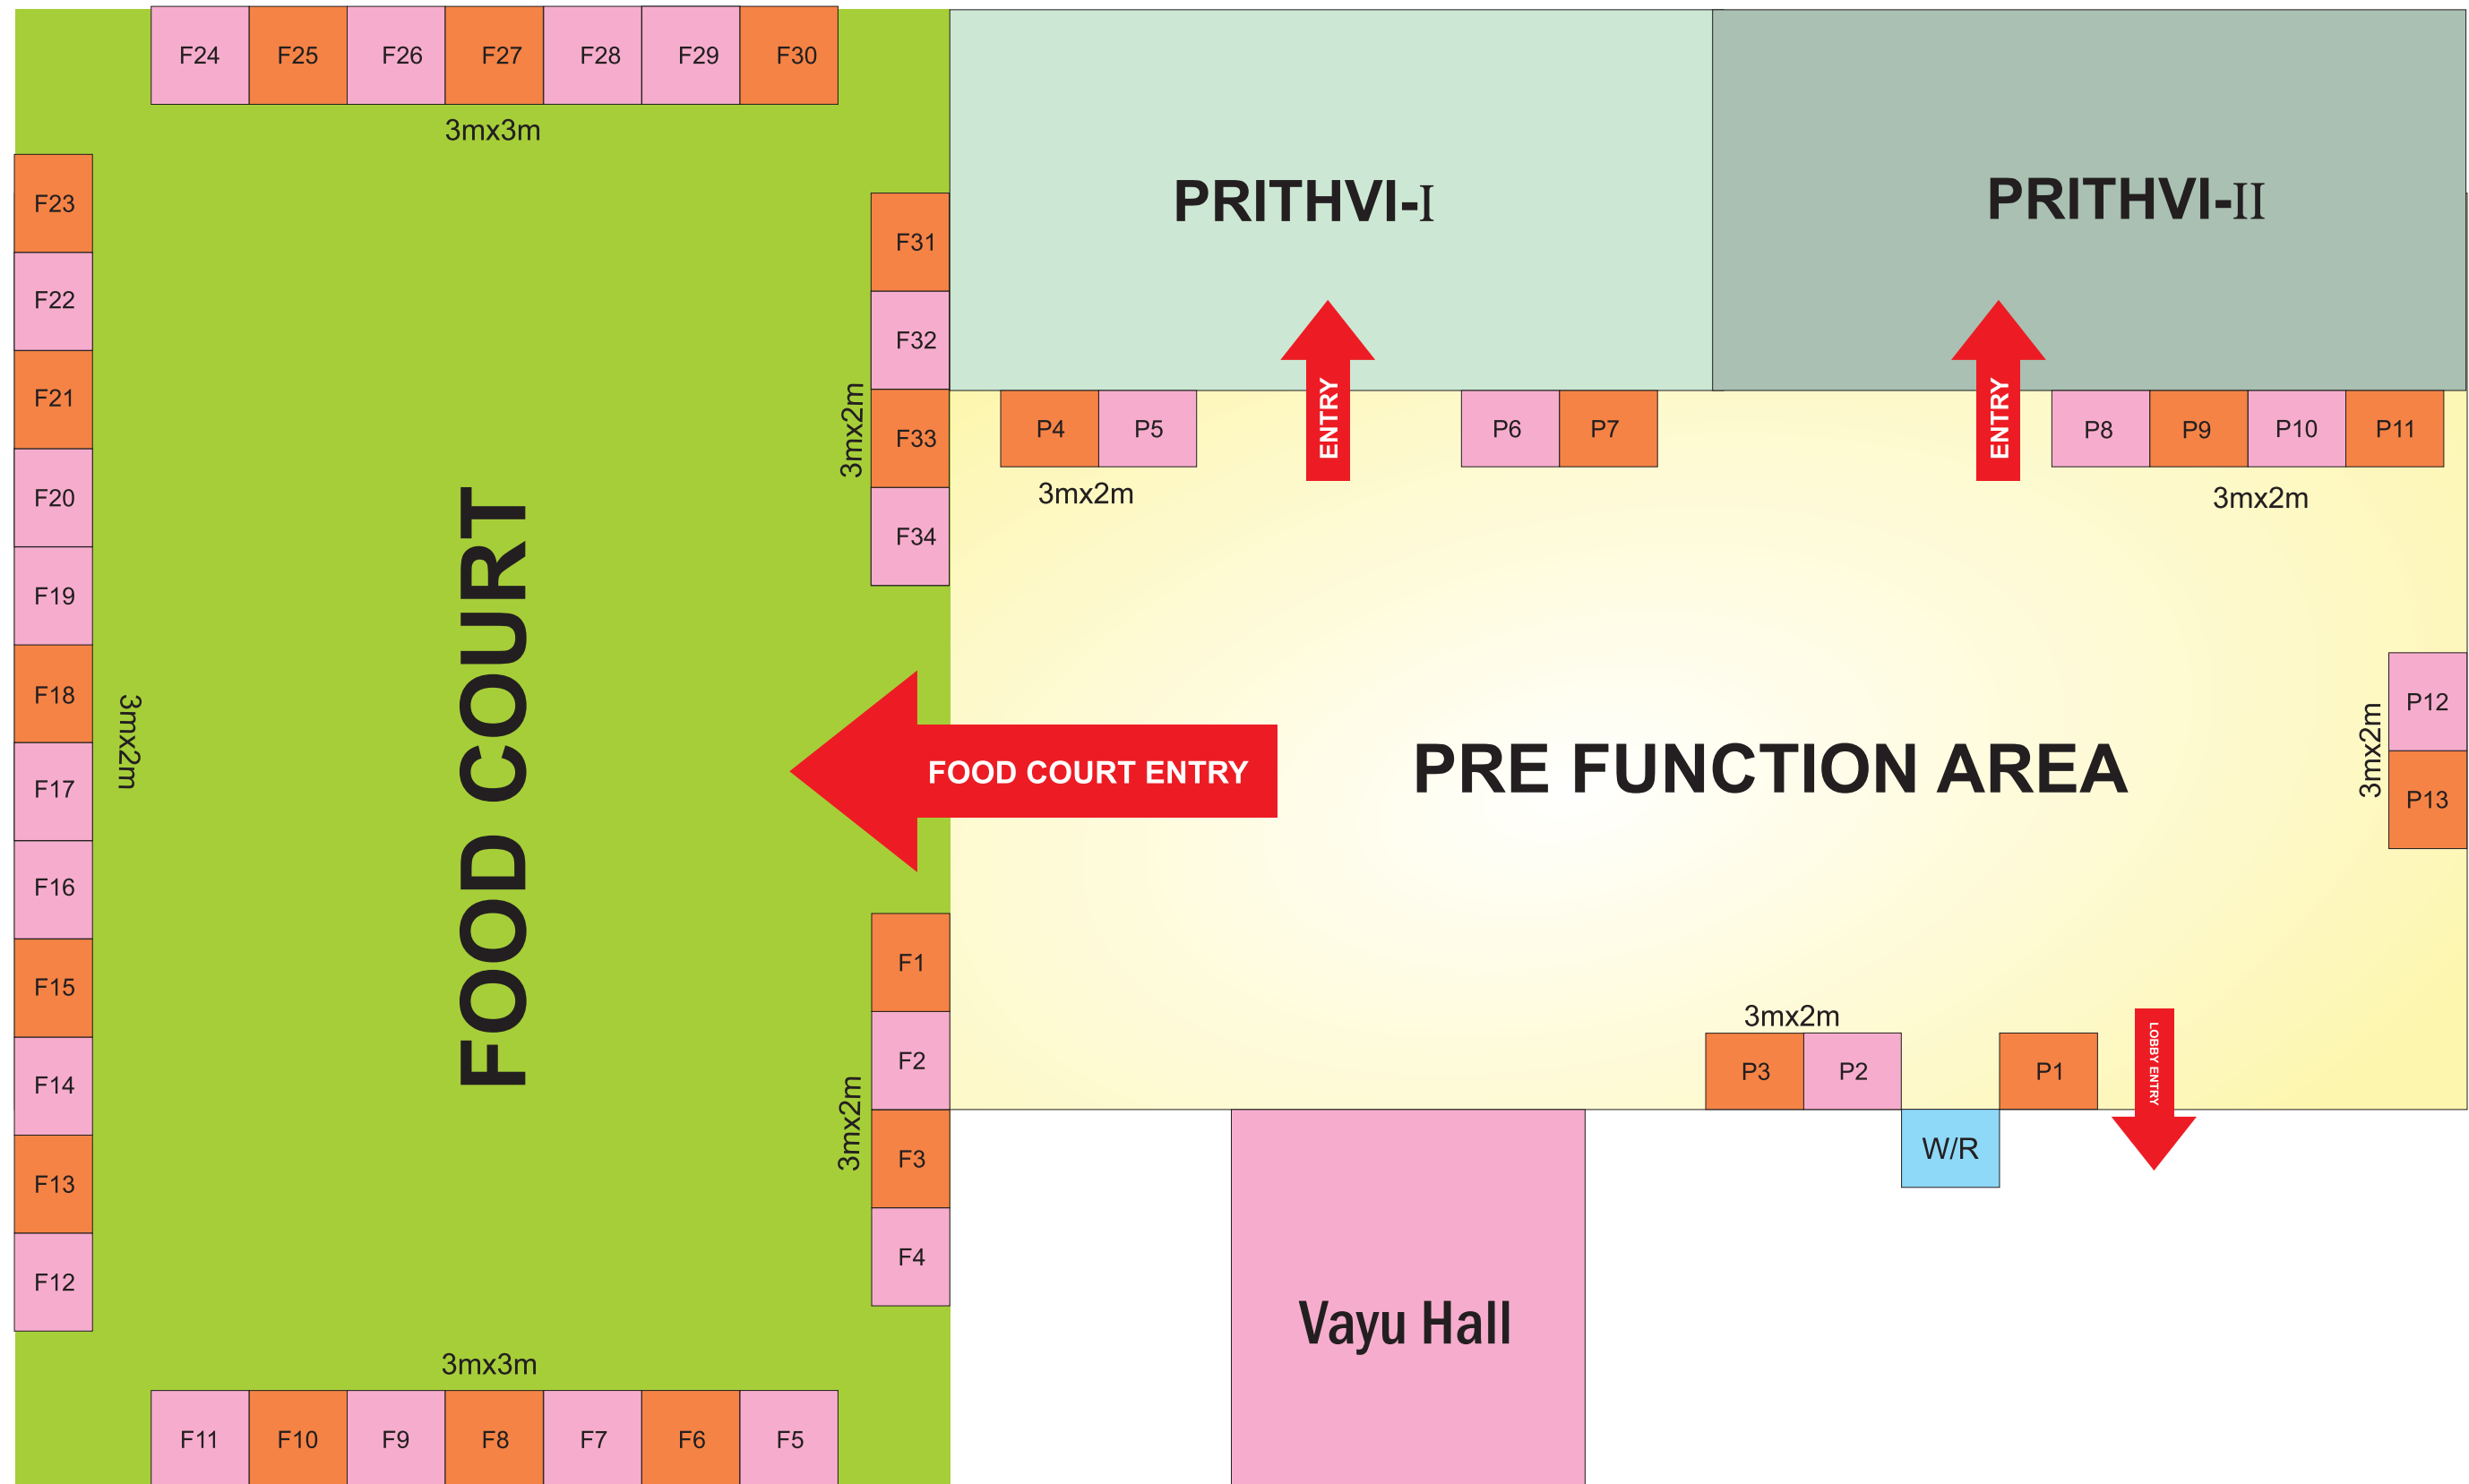 F24 F25 F26 F27 F28 F29 F30
3mx3m
F23
F22
F21
F20
F19
F18
F17
F16
F15
F14
F13
F12
3mx2m
FOOD COURT
F31
F32
F33
F34
3mx2m
F1
F2
F3
F4
3mx2m
3mx3m
F11 F10 F9 F8 F7 F6 F5
PRITHVI-I
PRITHVI-II
ENTRY
ENTRY
P4 P5
3mx2m
P6 P7
P8 P9 P10 P11
3mx2m
FOOD COURT ENTRY
PRE FUNCTION AREA
P12
P13
3mx2m
3mx2m
P3 P2
P1
LOBBY ENTRY
W/R
Vayu Hall